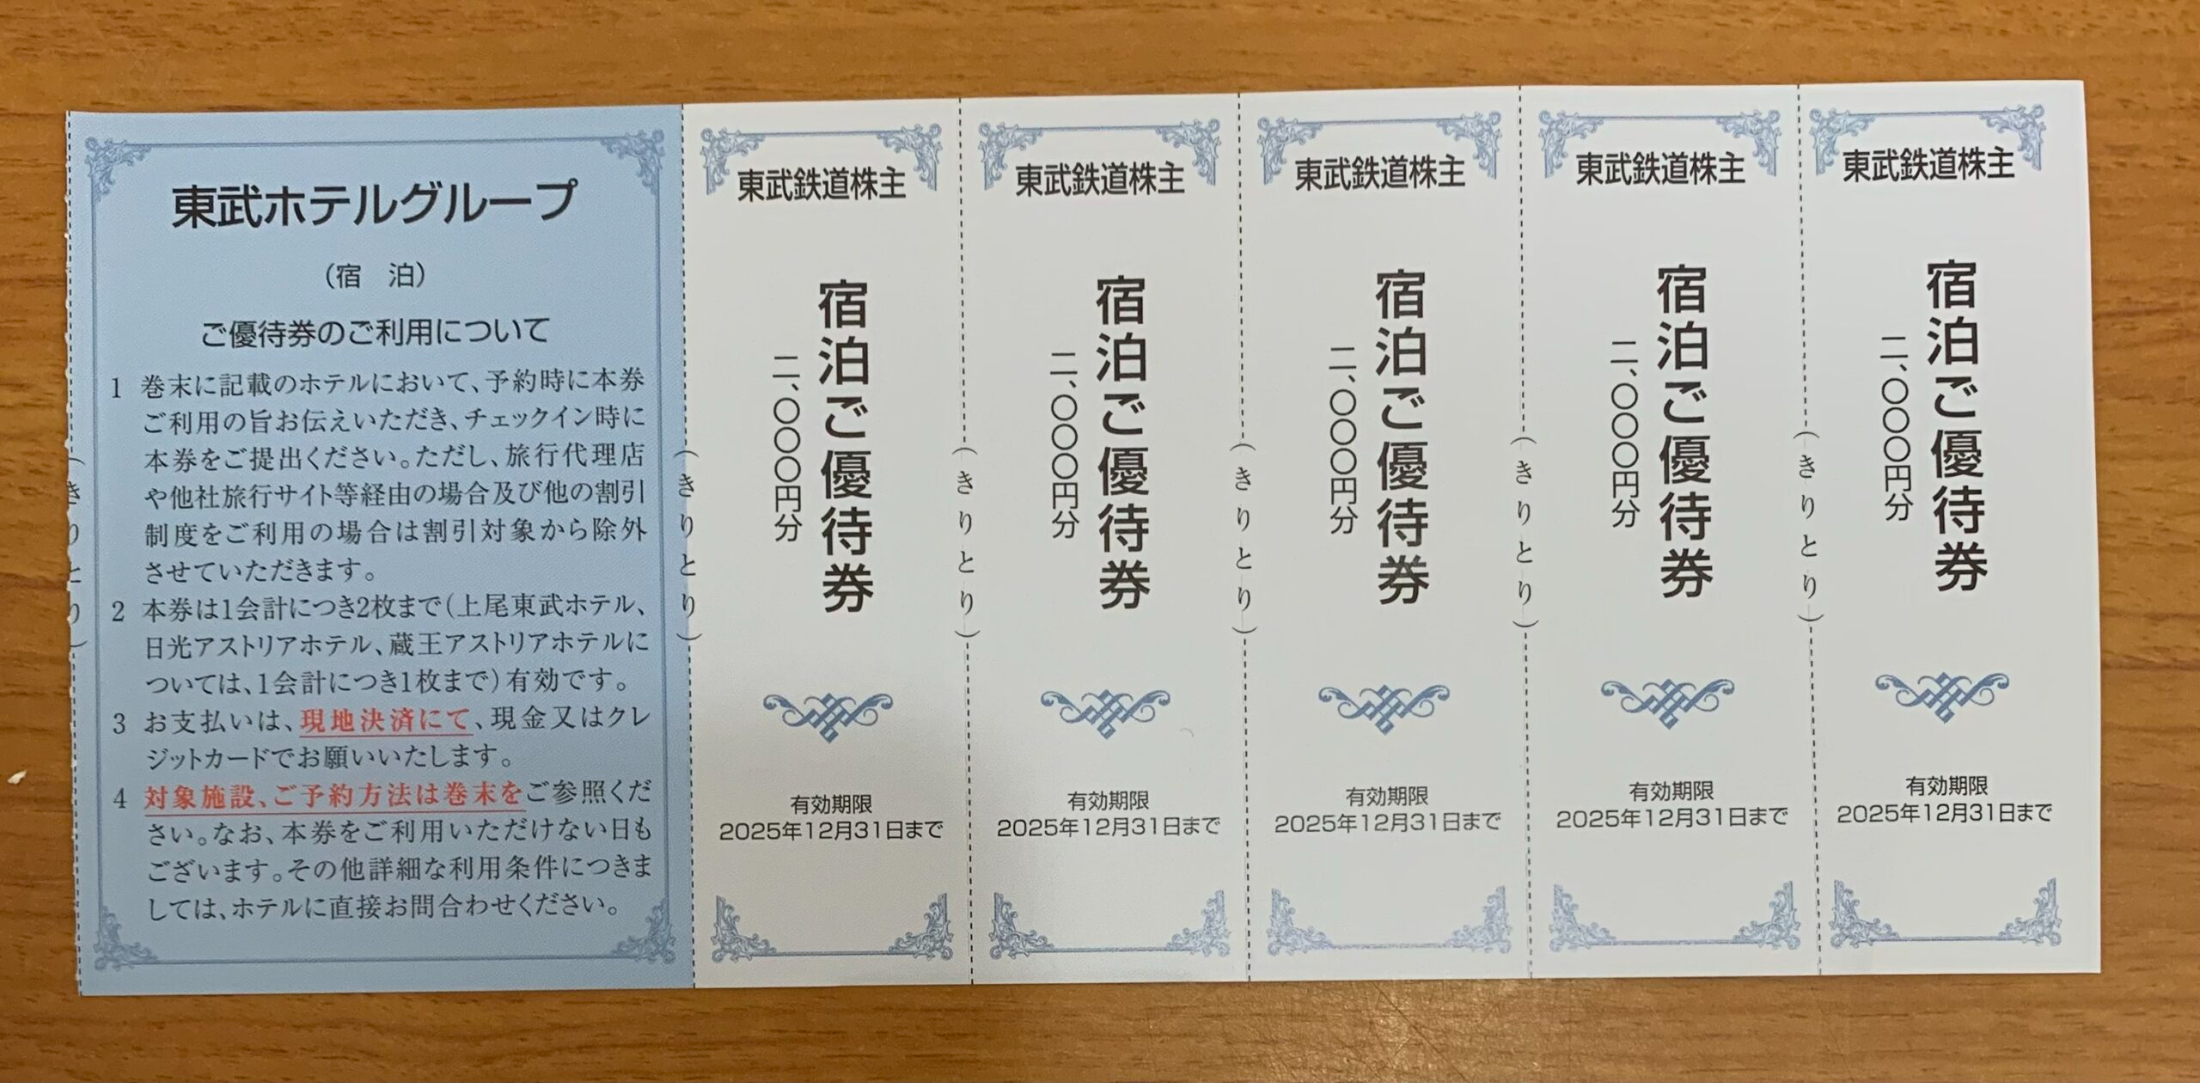 東武ホテルグループ
（宿　泊）
ご優待券のご利用について
1 巻末に記載のホテルにおいて、予約時に本券
ご利用の旨お伝えいただき、チェックイン時に
本券をご提出ください。ただし、旅行代理店
や他社旅行サイト等経由の場合及び他の割引
制度をご利用の場合は割引対象から除外
させていただきます。
2 本券は1会計につき2枚まで（上尾東武ホテル、
日光アストリアホテル、蔵王アストリアホテルに
ついては、1会計につき1枚まで）有効です。
3 お支払いは、現地決済にて、現金又はクレ
ジットカードでお願いいたします。
4 対象施設、ご予約方法は巻末をご参照くだ
さい。なお、本券をご利用いただけない日も
ございます。その他詳細な利用条件につきま
しては、ホテルに直接お問合わせください。
（きりとり）
（きりとり）
東武鉄道株主
宿泊ご優待券
二、〇〇〇円分
有効期限
2025年12月31日まで
（きりとり）
東武鉄道株主
宿泊ご優待券
二、〇〇〇円分
有効期限
2025年12月31日まで
（きりとり）
東武鉄道株主
宿泊ご優待券
二、〇〇〇円分
有効期限
2025年12月31日まで
（きりとり）
東武鉄道株主
宿泊ご優待券
二、〇〇〇円分
有効期限
2025年12月31日まで
（きりとり）
東武鉄道株主
宿泊ご優待券
二、〇〇〇円分
有効期限
2025年12月31日まで